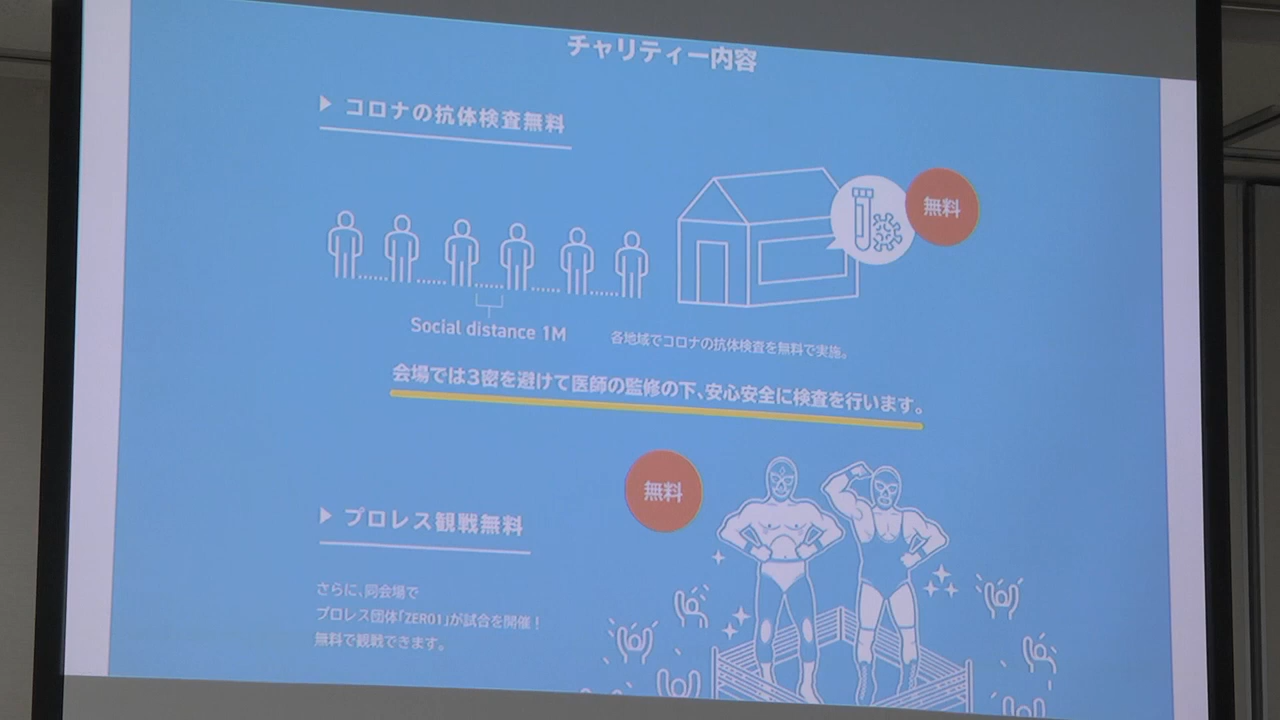 チャリティー内容
▶ コロナの抗体検査無料
無料
Social distance 1M
各地域でコロナの抗体検査を無料で実施。
会場では3密を避けて医師の監修の下、安心安全に検査を行います。
無料
▶ プロレス観戦無料
さらに、同会場で
プロレス団体「ZERO1」が試合を開催!
無料で観戦できます。